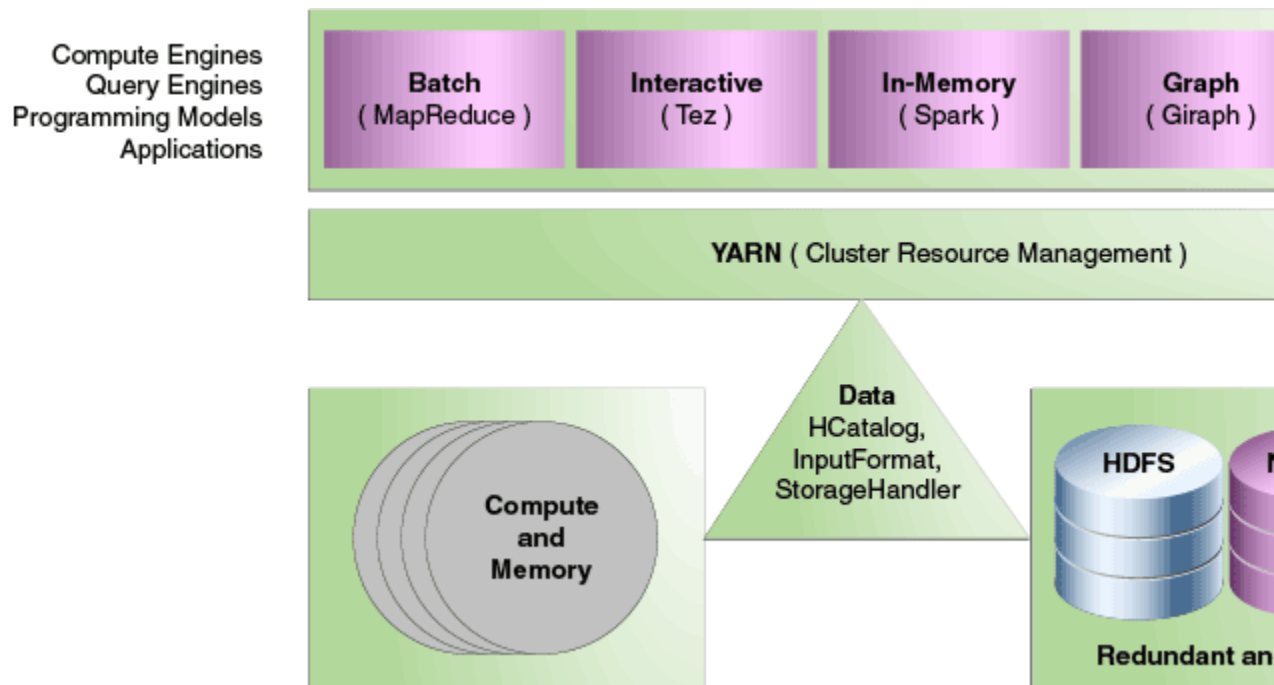 Compute Engines
Query Engines
Programming Models
Applications
Batch
( MapReduce )
Interactive
( Tez )
In-Memory
( Spark )
Graph
( Giraph )
YARN ( Cluster Resource Management )
Data
HCatalog,
InputFormat,
StorageHandler
Compute
and
Memory
HDFS
Redundant